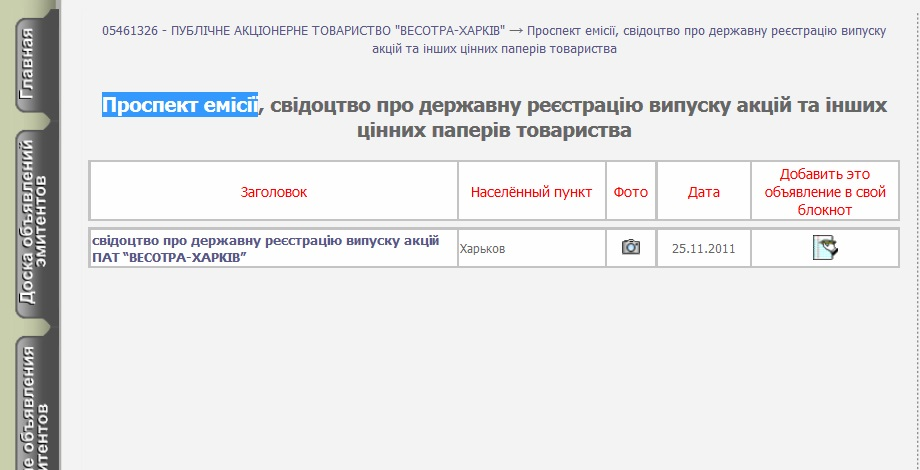 05461326 - ПУБЛІЧНЕ АКЦІОНЕРНЕ ТОВАРИСТВО "ВЕСОТРА-ХАРКІВ" → Проспект емісії, свідоцтво про державну реєстрацію випуску
акцій та інших цінних паперів товариства
Проспект емісії, свідоцтво про державну реєстрацію випуску акцій та інших
цінних паперів товариства
Заголовок
Населённый пункт
Фото
Дата
Добавить это
объявление в свой
блокнот
свідоцтво про державну реєстрацію випуску акцій
ПАТ “ВЕСОТРА-ХАРКІВ”
Харьков
25.11.2011
Главная
Доска объявлений
эмитентов
объявления